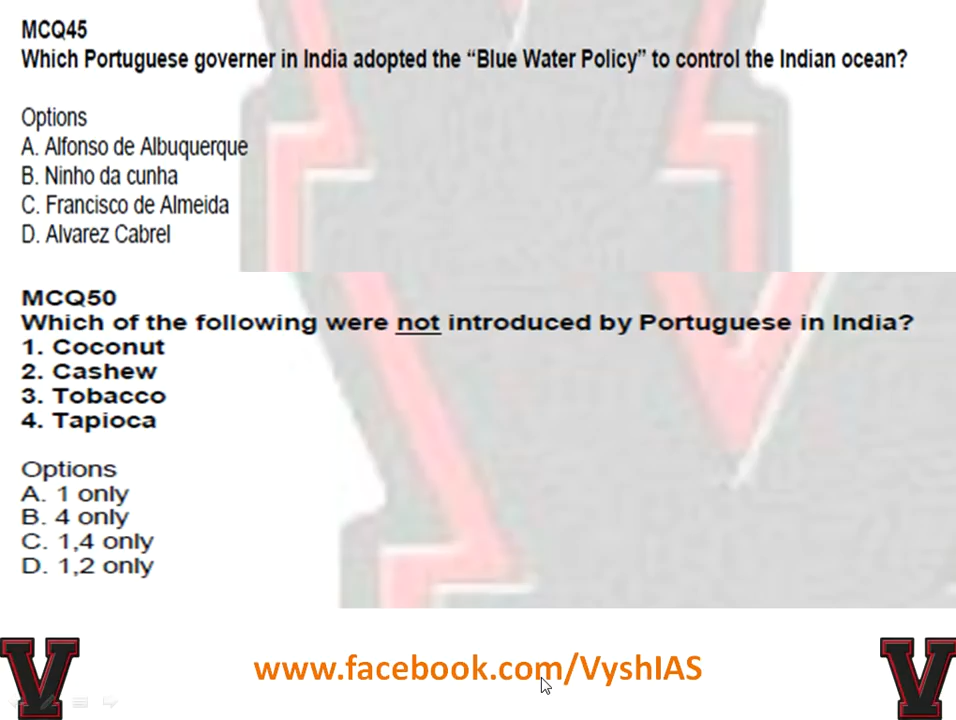 MCQ45
Which Portuguese governer in India adopted the “Blue Water Policy” to control the Indian ocean?
Options
A. Alfonso de Albuquerque
B. Ninho da cunha
C. Francisco de Almeida
D. Alvarez Cabrel
MCQ50
Which of the following were not introduced by Portuguese in India?
1. Coconut
2. Cashew
3. Tobacco
4. Tapioca
Options
A. 1 only
B. 4 only
C. 1,4 only
D. 1,2 only
V www.facebook.com/VyshIAS V